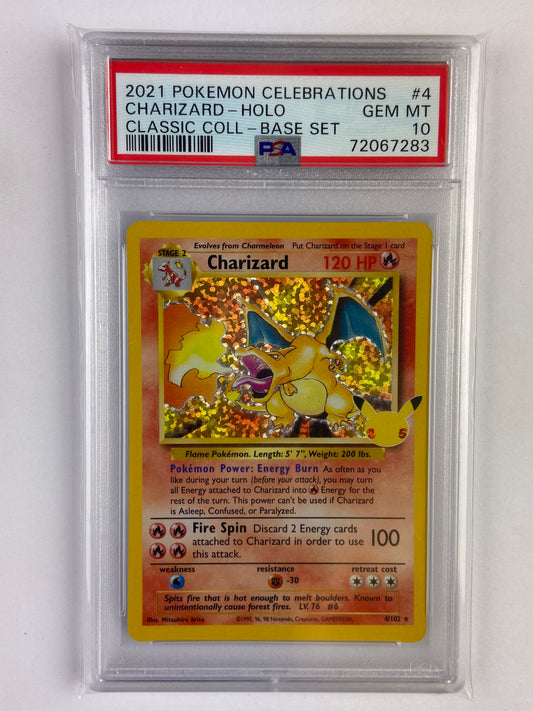 2021 POKEMON CELEBRATIONS #4
CHARIZARD-HOLO GEM MT
CLASSIC COLL-BASE SET 10
PSA 72067283
Evolves from Charmeleon Put Charizard on the Stage 1 card
STAGE 2
Charizard 120 HP
25
Flame Pokémon. Length: 5' 7", Weight: 200 lbs.
Pokémon Power: Energy Burn As often as you
like during your turn (before your attack), you may turn
all Energy attached to Charizard into Energy for the
rest of the turn. This power can't be used if Charizard
is Asleep, Confused, or Paralyzed.
Fire Spin Discard 2 Energy cards
attached to Charizard in order to use
this attack.
100
weakness resistance retreat cost
-30
Spits fire that is hot enough to melt boulders. Known to
unintentionally cause forest fires. LV. 76 #6
Illus. Mitsuhiro Arita ©1995, 96, 98 Nintendo, Creatures, GAMEFREAK. 4/102 ★